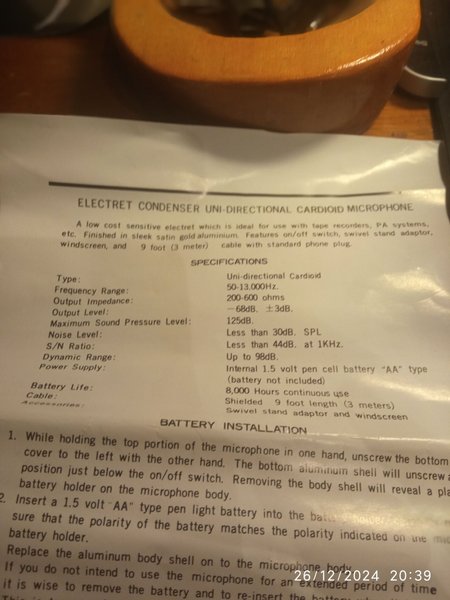 ELECTRET CONDENSER UNI-DIRECTIONAL CARDIOID MICROPHONE
A low cost sensitive electret which is ideal for use with tape recorders, PA systems,
etc. Finished in sleek satin gold aluminium. Features on/off switch, swivel stand adaptor,
windscreen, and 9 foot (3 meter) cable with standard phone plug.
SPECIFICATIONS
Type: Uni-directional Cardioid
Frequency Range: 50-13.000Hz.
Output Impedance: 200-600 ohms
Output Level: —68dB, ±3dB.
Maximum Sound Pressure Level: 125dB.
Noise Level: Less than 30dB, SPL
S/N Ratio: Less than 44dB, at 1KHz.
Dynamic Range: Up to 98dB.
Power Supply: Internal 1.5 volt pen cell battery "AA" type
(battery not included)
Battery Life: 8,000 Hours continuous use
Cable: Shielded 9 foot length (3 meters)
Accessories: Swivel stand adaptor and windscreen
BATTERY INSTALLATION
1. While holding the top portion of the microphone in one hand, unscrew the bottom
cover to the left with the other hand. The bottom aluminum shell will unscrew
position just below the on/off switch. Removing the body shell will reveal a
battery holder on the microphone body.
2. Insert a 1.5 volt "AA" type pen light battery into the
sure that the polarity of the battery matches the polarity indicated on the
battery holder.
Replace the aluminum body shell on to the microphone body.
If you do not intend to use the microphone for an extended period of time
it is wise to remove the battery and to re-insert the battery
26/12/2024 20:39